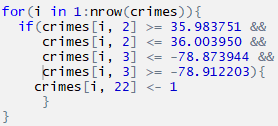 for(i in 1:nrow(crimes)){
if(crimes[i, 2] >= 35.983751 &&
crimes[i, 2] <= 36.003950 &&
crimes[i, 3] <= -78.873944 &&
crimes[i, 3] >= -78.912203){
crimes[i, 22] <- 1
}
}